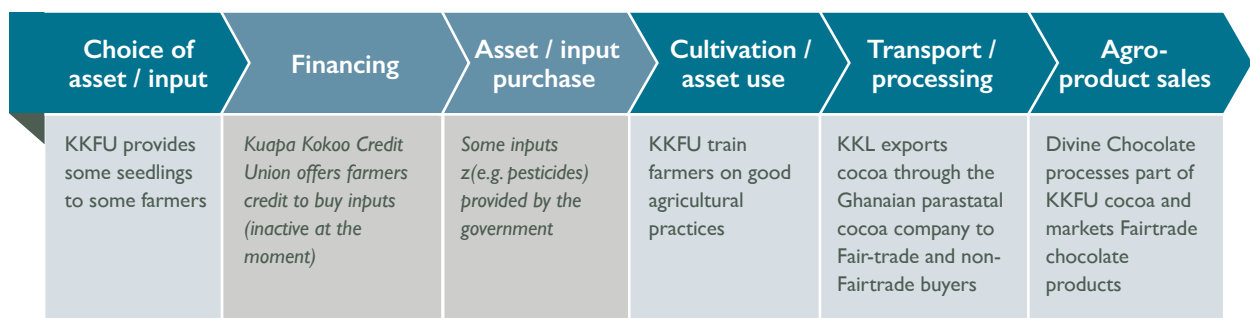 Choice of
asset / input
Financing
Asset / input
purchase
Cultivation /
asset use
Transport /
processing
Agro-
product sales
KKFU provides
some seedlings
to some farmers
Kuapa Kokoo Credit
Union offers farmers
credit to buy inputs
(inactive at the
moment)
Some inputs
z(e.g. pesticides)
provided by the
government
KKFU train
farmers on good
agricultural
practices
KKL exports
cocoa through the
Ghanaian parastatal
cocoa company to
Fair-trade and non-
Fairtrade buyers
Divine Chocolate
processes part of
KKFU cocoa and
markets Fairtrade
chocolate
products